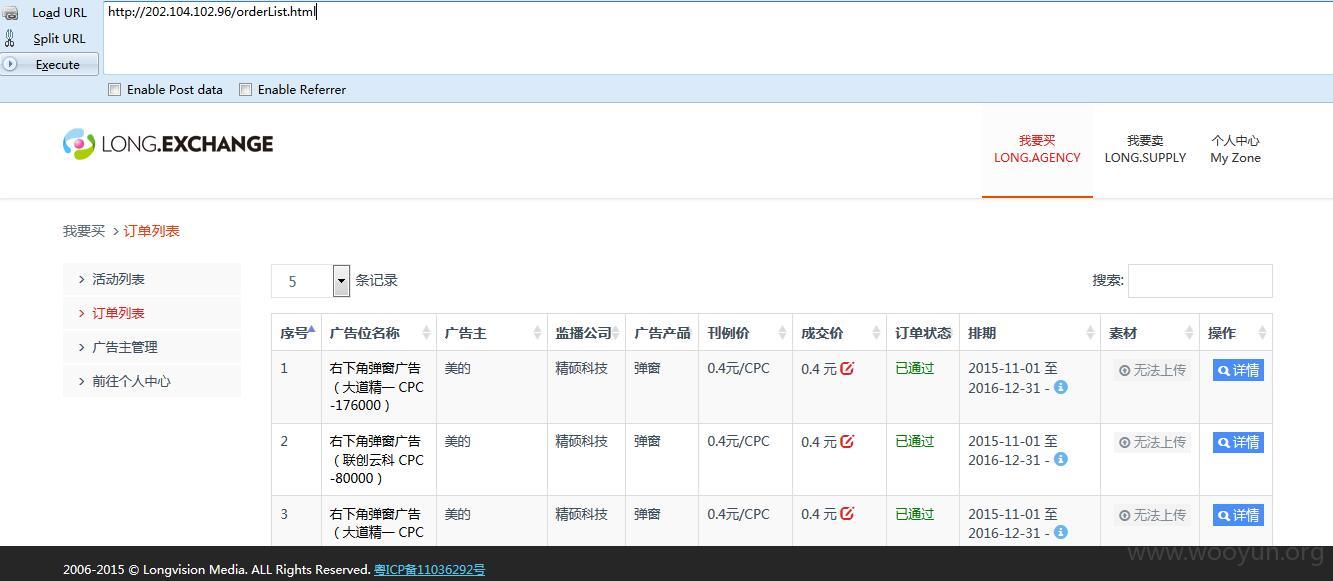 Load URL
http://202.104.102.96/orderList.html
Split URL
Execute
Enable Post data
Enable Referrer
LONG.EXCHANGE
我要买
LONG.AGENCY
我要卖
LONG.SUPPLY
个人中心
My Zone
我要买 > 订单列表
> 活动列表
> 订单列表
> 广告主管理
> 前往个人中心
5 条记录
搜索:
序号 广告位名称 广告主 监播公司 广告产品 刊例价 成交价 订单状态 排期 素材 操作
1 右下角弹窗广告 美的 精硕科技 弹窗 0.4元/CPC 0.4 元 已通过 2015-11-01 至 无法上传 详情
（大道精一 CPC 2016-12-31 -
-176000 ）
2 右下角弹窗广告 美的 精硕科技 弹窗 0.4元/CPC 0.4 元 已通过 2015-11-01 至 无法上传 详情
（联创云科 CPC 2016-12-31 -
-80000 ）
3 右下角弹窗广告 美的 精硕科技 弹窗 0.4元/CPC 0.4 元 已通过 2015-11-01 至 无法上传 详情
（大道精一 CPC 2016-12-31 -
www.wooyun.org
2006-2015 © Longvision Media. ALL Rights Reserved. 粤ICP备11036292号